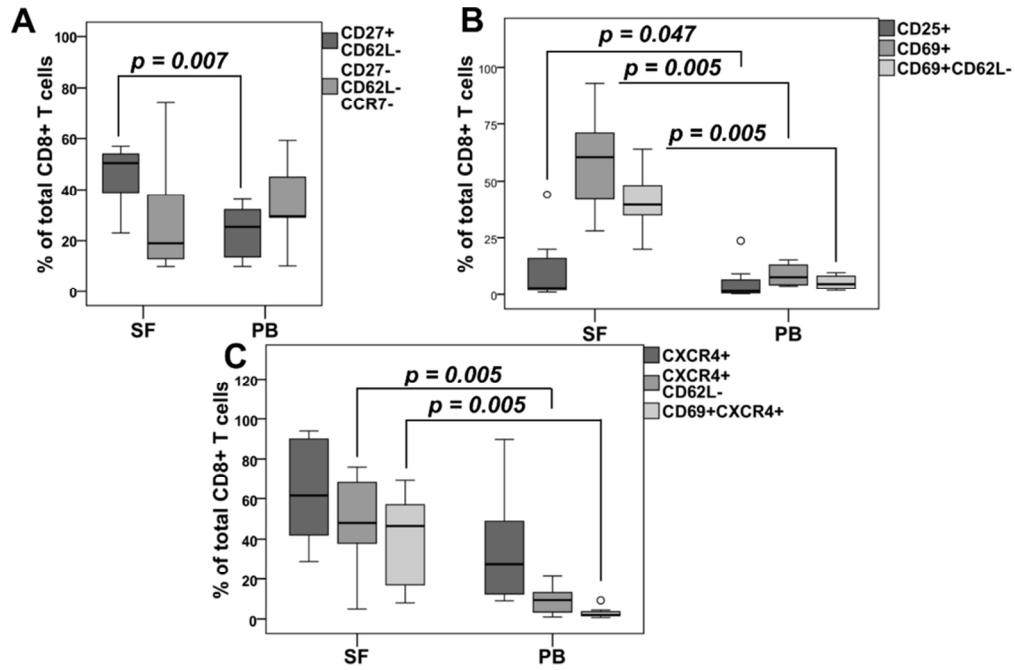 A
% of total CD8+ T cells
100
80
60
40
20
0
p = 0.007
SF
PB
CD27+
CD62L-
CD27-
CD62L-
CCR7-
B
% of total CD8+ T cells
100
75
50
25
0
p = 0.047
p = 0.005
p = 0.005
SF
PB
CD25+
CD69+
CD69+CD62L-
C
% of total CD8+ T cells
120
100
80
60
40
20
0
p = 0.005
p = 0.005
SF
PB
CXCR4+
CXCR4+
CD62L-
CD69+CXCR4+